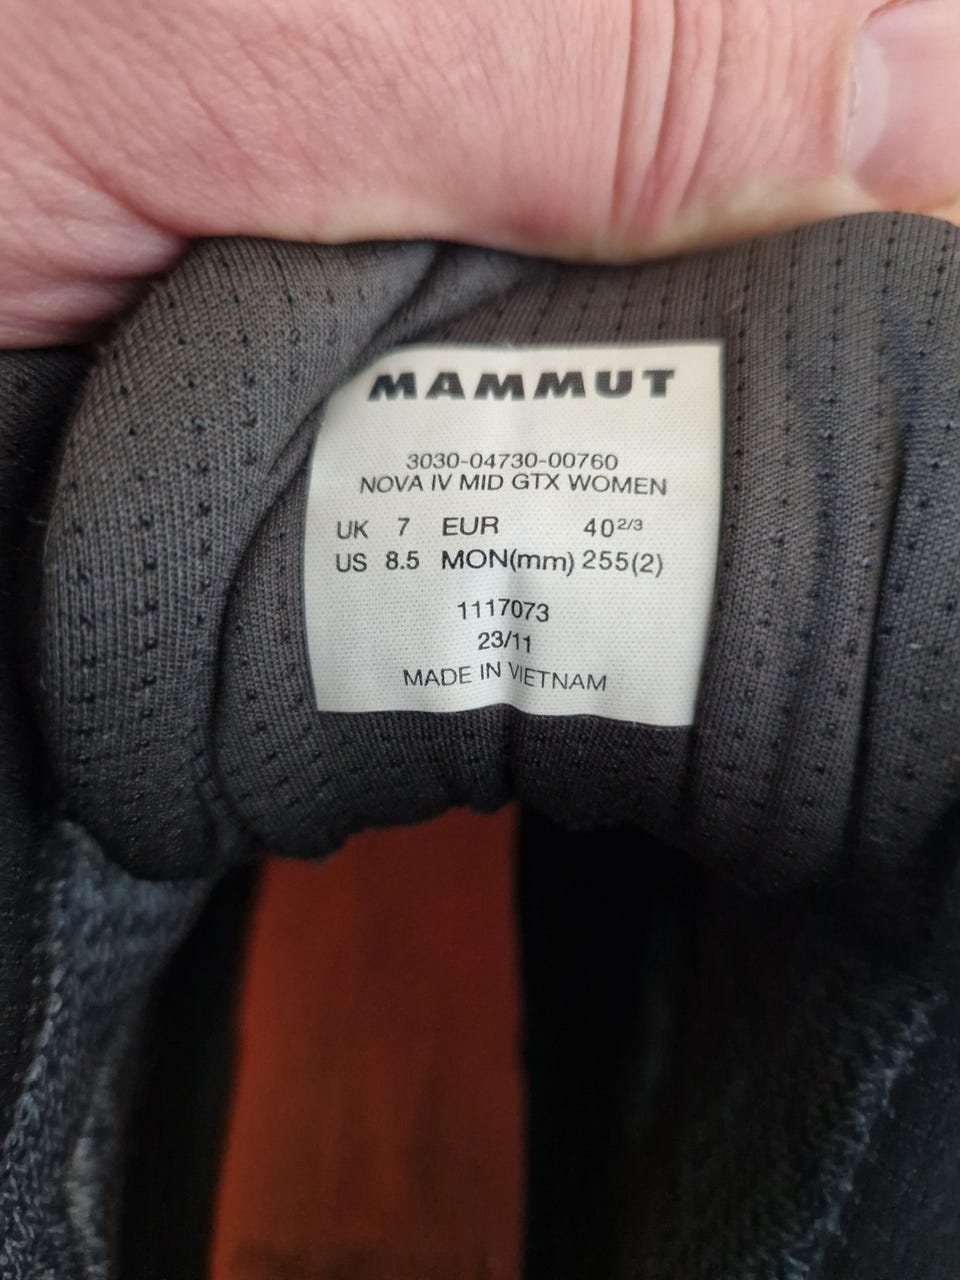 MAMMUT
3030-04730-00760
NOVA IV MID GTX WOMEN
UK 7 EUR 40 2/3
US 8.5 MON(mm) 255(2)
1117073
23/11
MADE IN VIETNAM